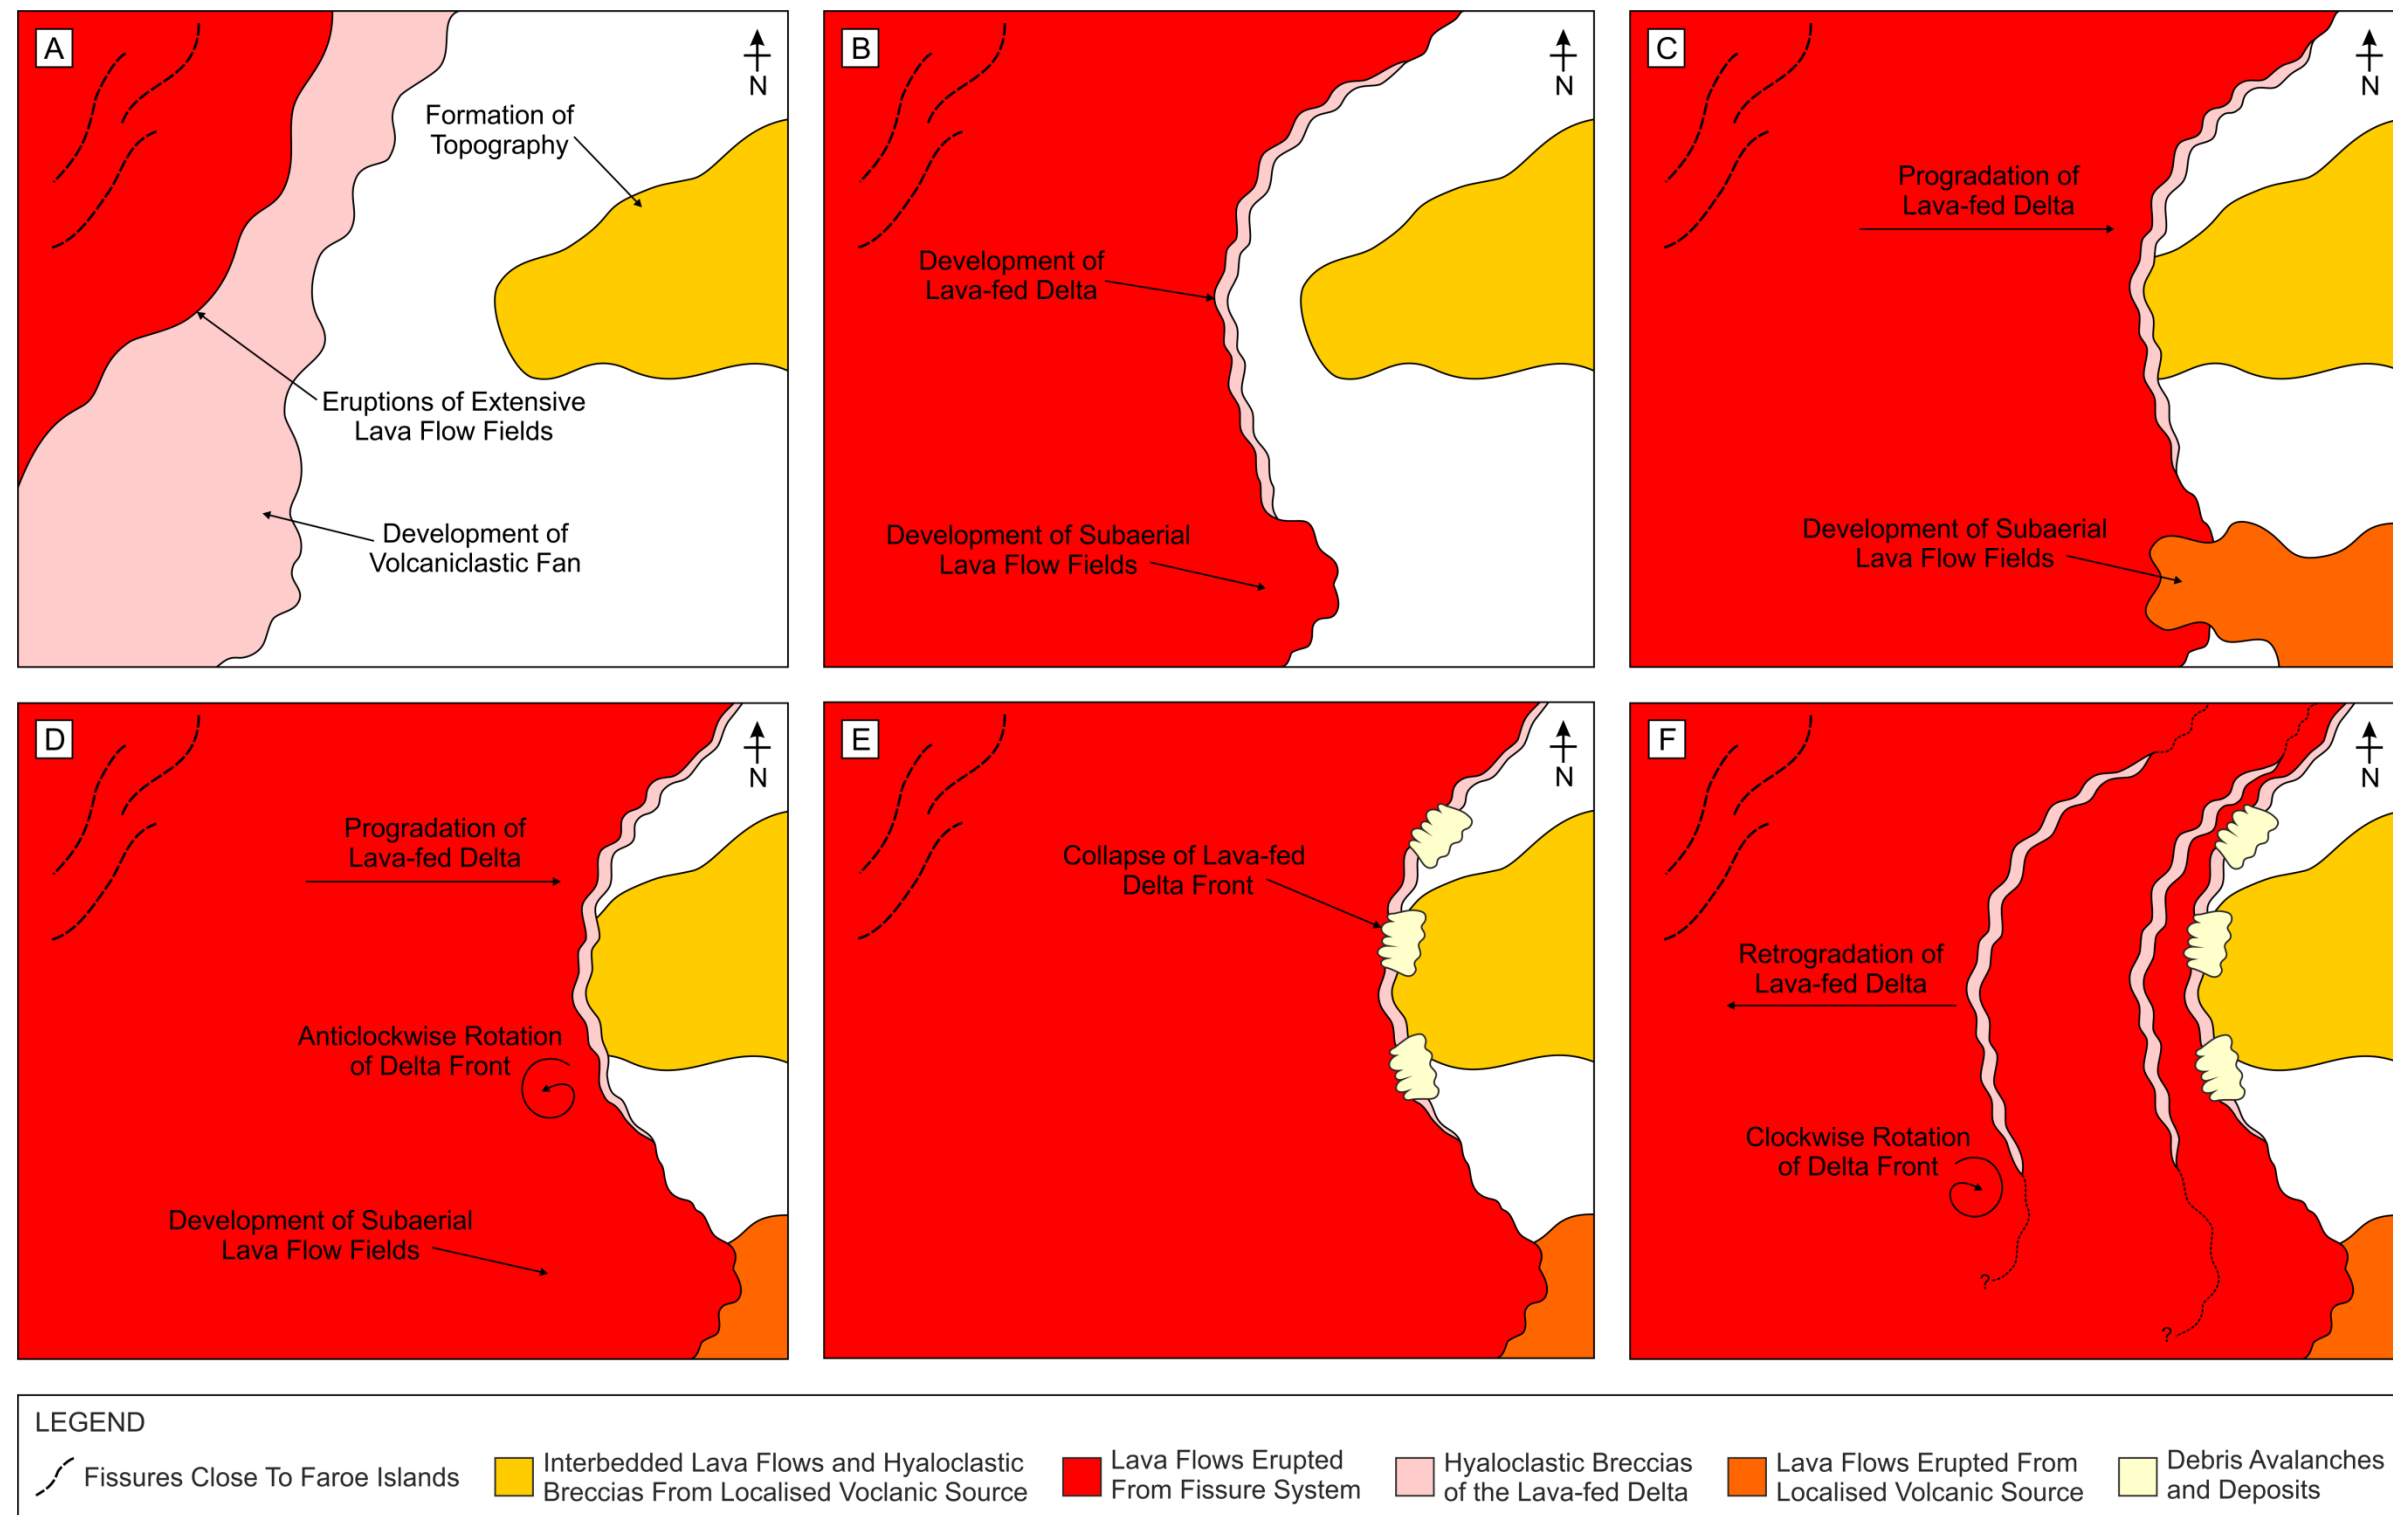 A
N
Formation of
Topography
Eruptions of Extensive
Lava Flow Fields
Development of
Volcaniclastic Fan
B
N
Development of
Lava-fed Delta
Development of Subaerial
Lava Flow Fields
C
N
Progradation of
Lava-fed Delta
Development of Subaerial
Lava Flow Fields
D
N
Progradation of
Lava-fed Delta
Anticlockwise Rotation
of Delta Front
Development of Subaerial
Lava Flow Fields
E
N
Collapse of Lava-fed
Delta Front
F
N
Retrogradation of
Lava-fed Delta
Clockwise Rotation
of Delta Front
?
?
LEGEND
Fissures Close To Faroe Islands
Interbedded Lava Flows and Hyaloclastic
Breccias From Localised Voclanic Source
Lava Flows Erupted
From Fissure System
Hyaloclastic Breccias
of the Lava-fed Delta
Lava Flows Erupted From
Localised Volcanic Source
Debris Avalanches
and Deposits